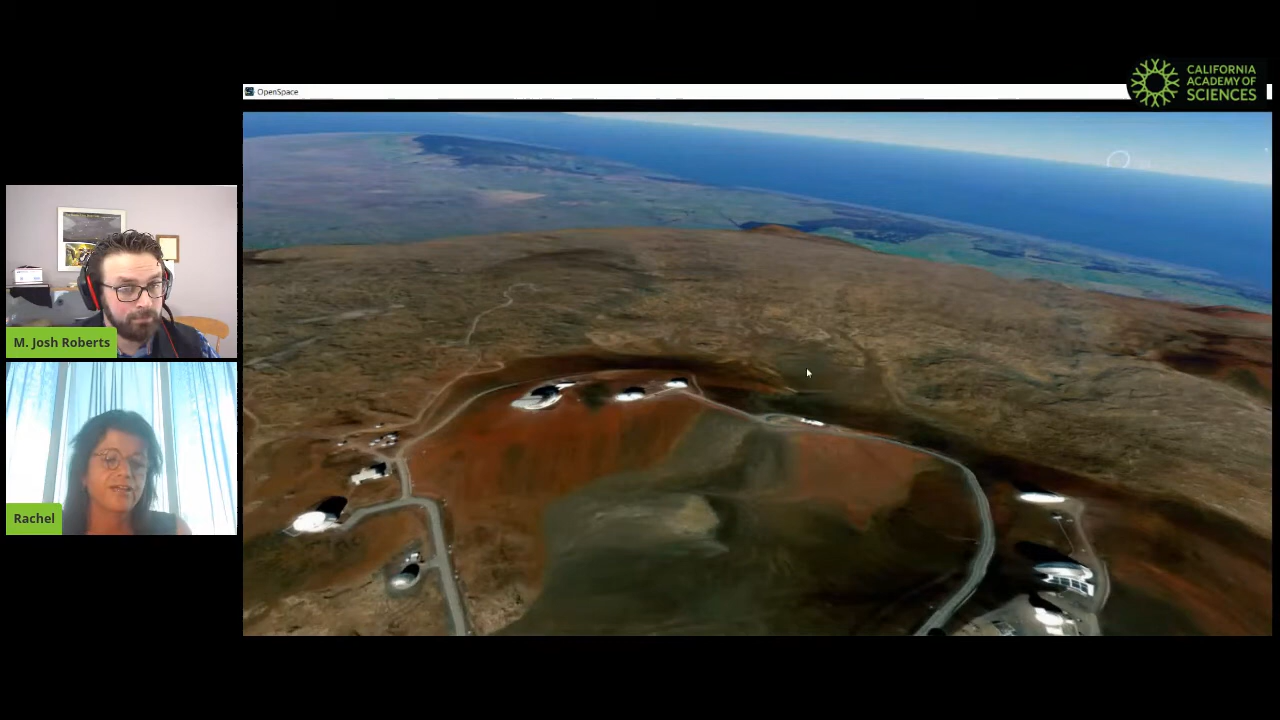 CALIFORNIA
ACADEMY OF
SCIENCES
OpenSpace
M. Josh Roberts
Rachel